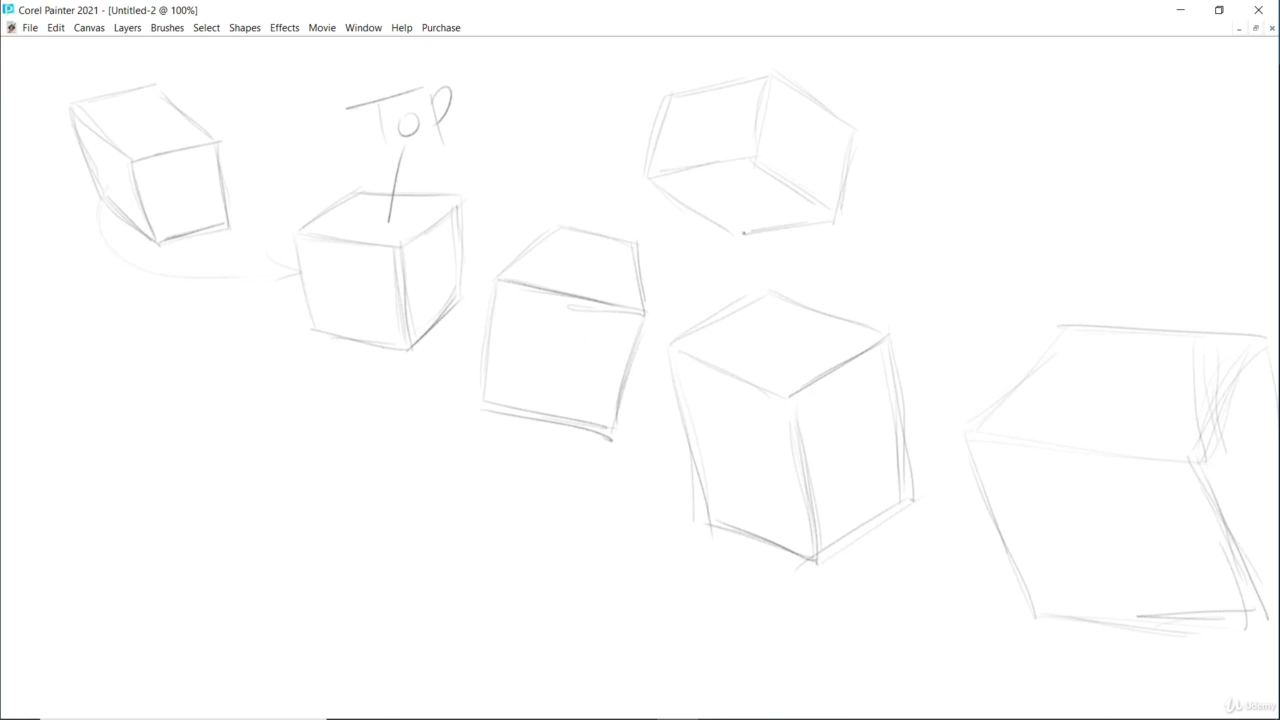 Corel Painter 2021 - [Untitled-2 @ 100%]
File Edit Canvas Layers Brushes Select Shapes Effects Movie Window Help Purchase
TOP
Udemy